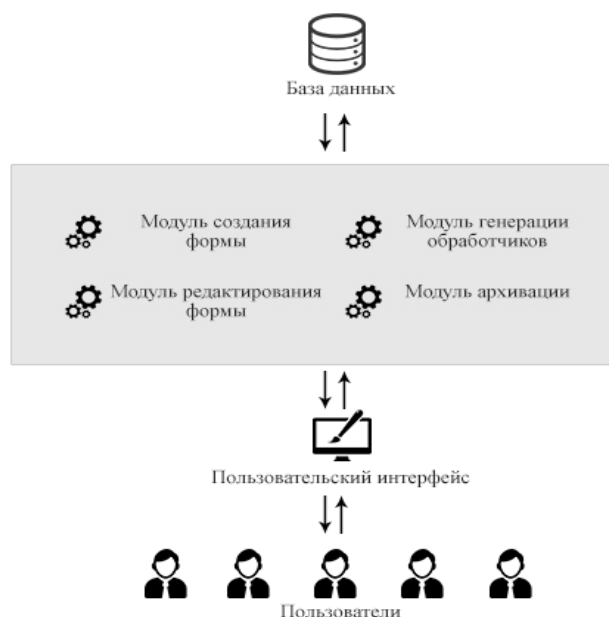 База данных
Модуль создания
формы
Модуль генерации
обработчиков
Модуль редактирования
формы
Модуль архивации
Пользовательский интерфейс
Пользователи